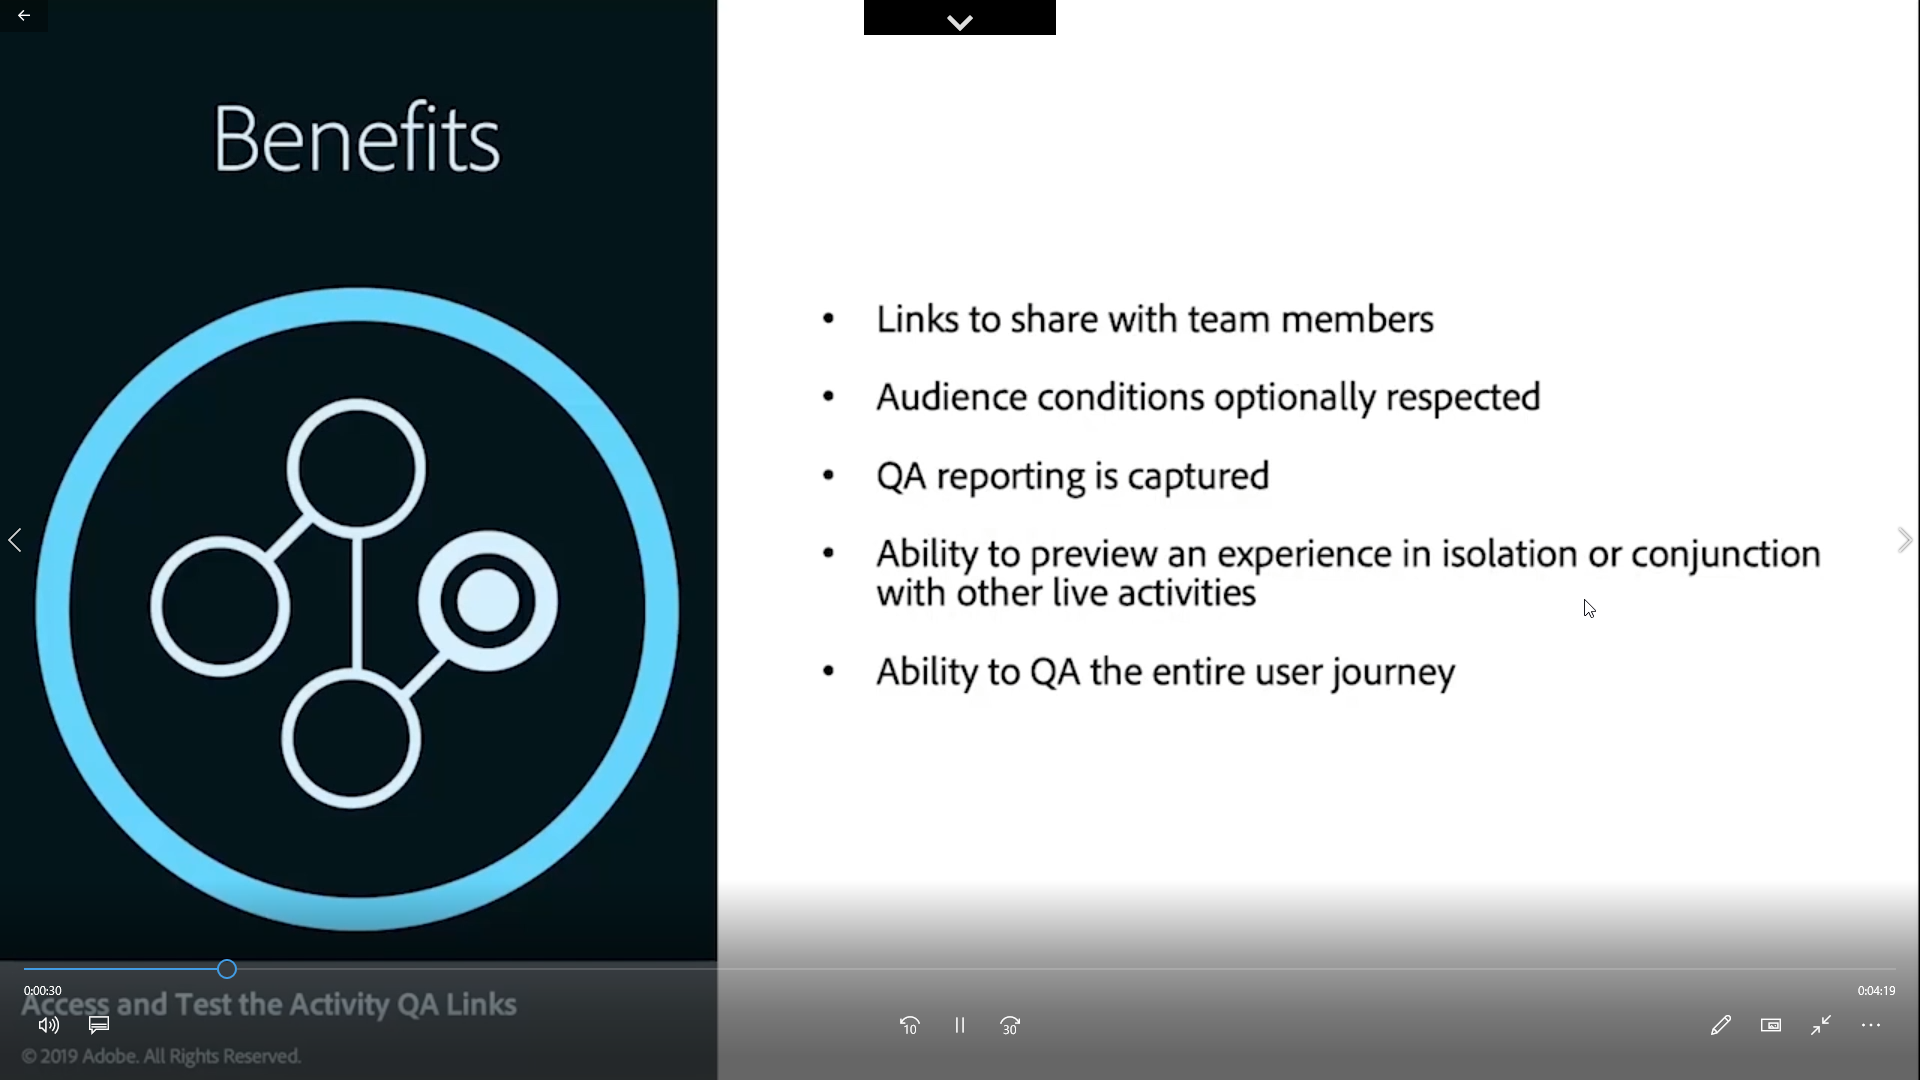 Benefits
• Links to share with team members
• Audience conditions optionally respected
• QA reporting is captured
• Ability to preview an experience in isolation or conjunction
with other live activities
• Ability to QA the entire user journey
0:00:30
0:04:19
Access and Test the Activity QA Links
10
30
© 2019 Adobe. All Rights Reserved.